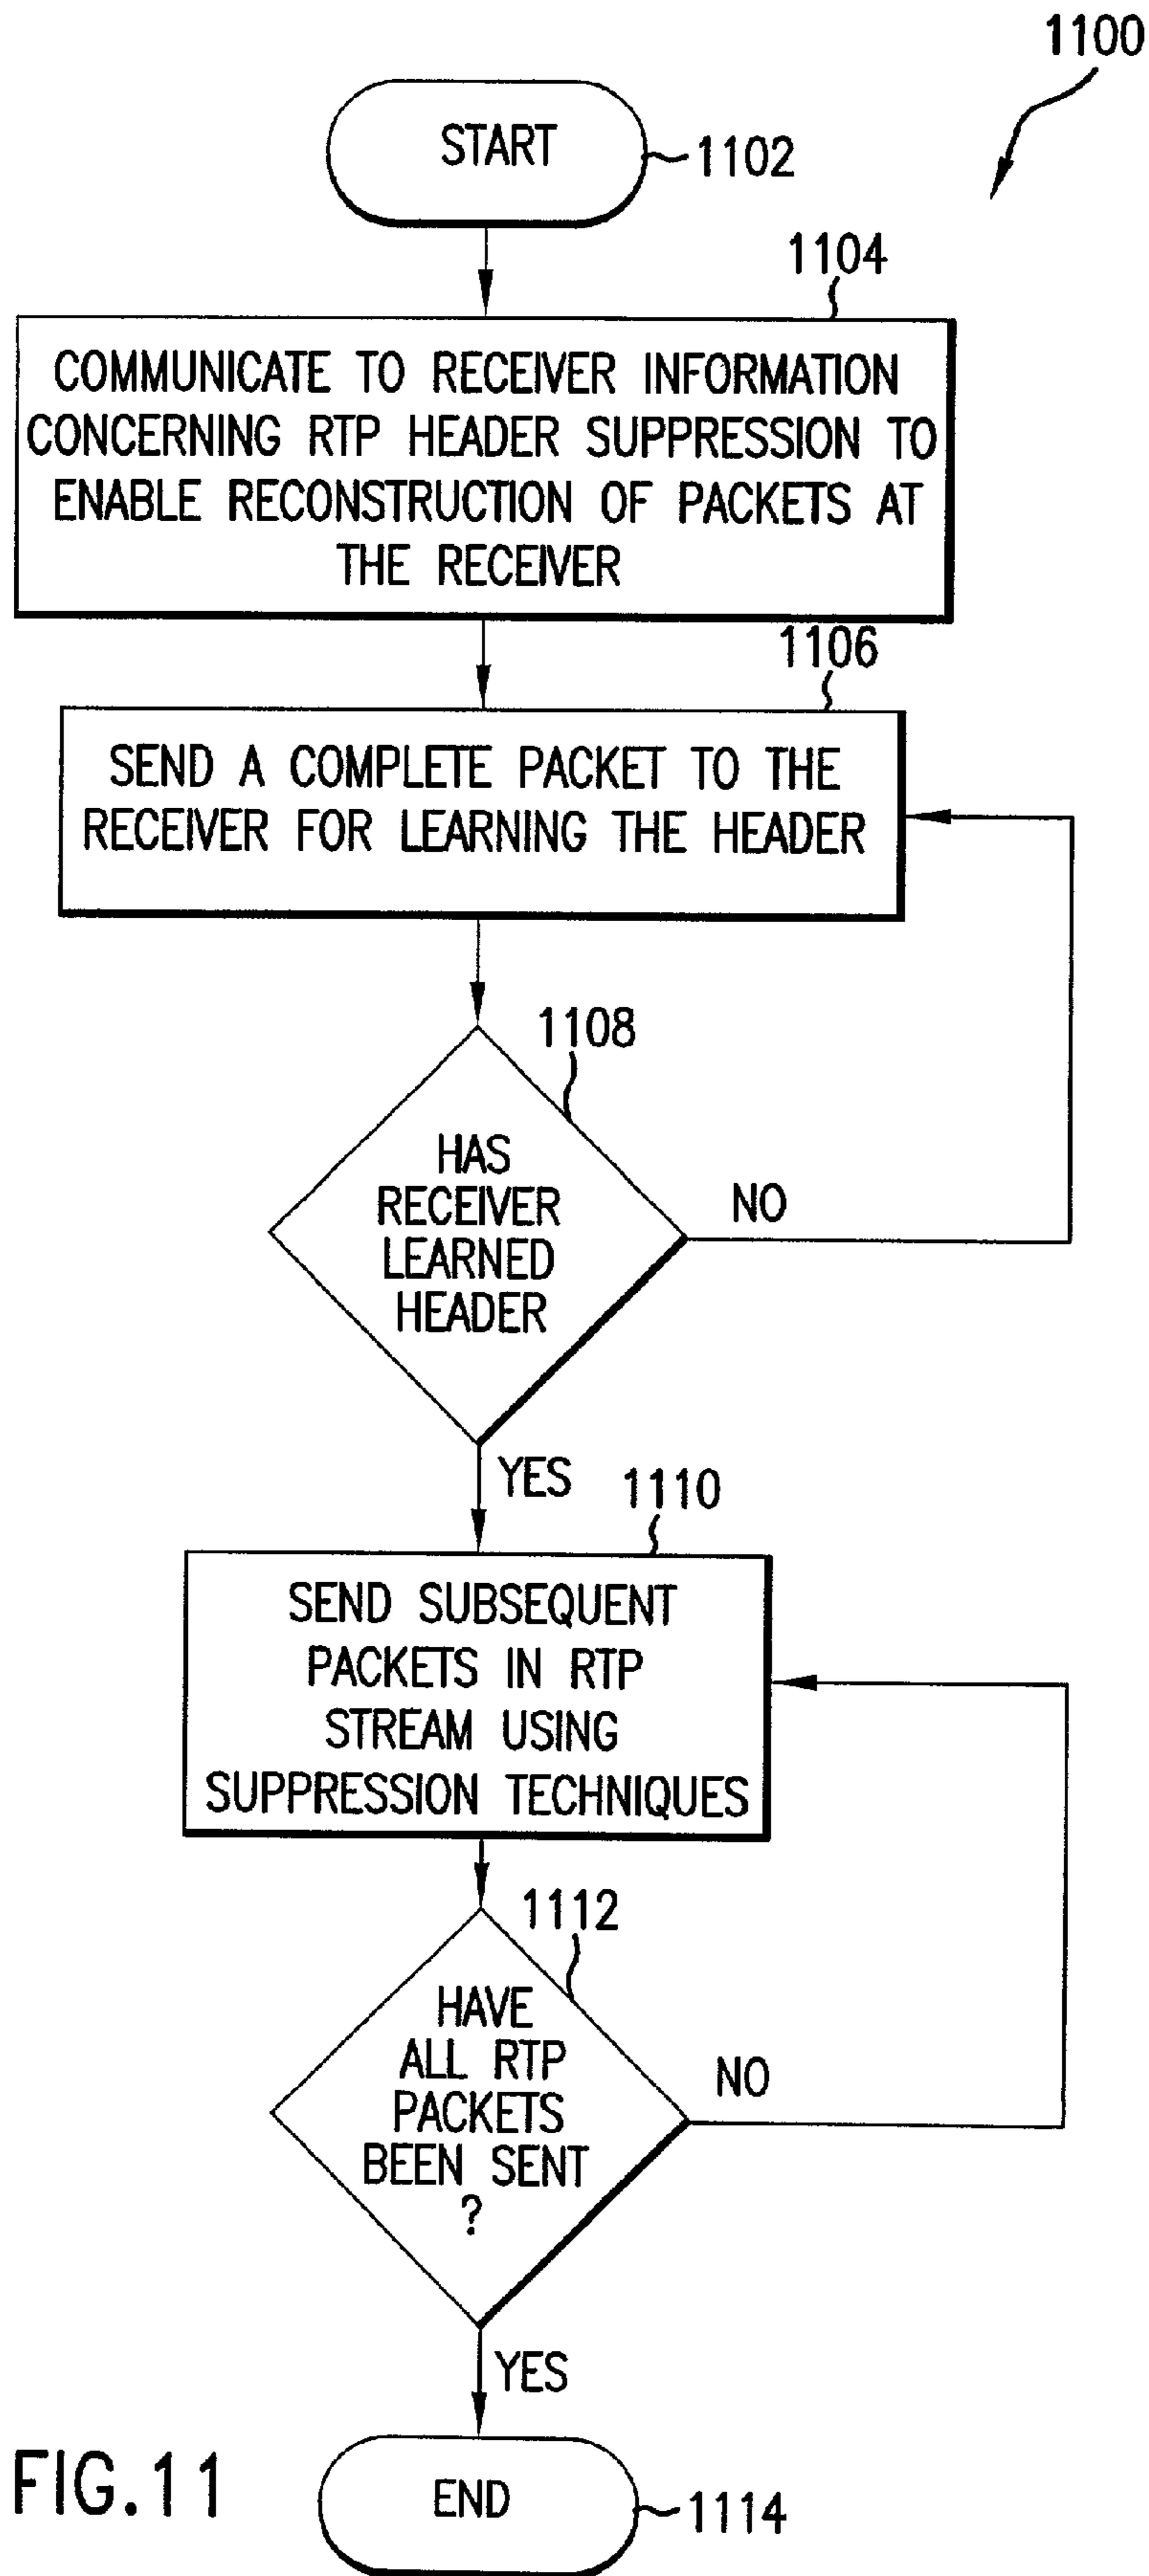 1100
START
1102
1104
COMMUNICATE TO RECEIVER INFORMATION
CONCERNING RTP HEADER SUPPRESSION TO
ENABLE RECONSTRUCTION OF PACKETS AT
THE RECEIVER
1106
SEND A COMPLETE PACKET TO THE
RECEIVER FOR LEARNING THE HEADER
1108
HAS
RECEIVER
LEARNED
HEADER
NO
YES
1110
SEND SUBSEQUENT
PACKETS IN RTP
STREAM USING
SUPPRESSION TECHNIQUES
1112
HAVE
ALL RTP
PACKETS
BEEN SENT
?
NO
YES
END
1114
FIG.11